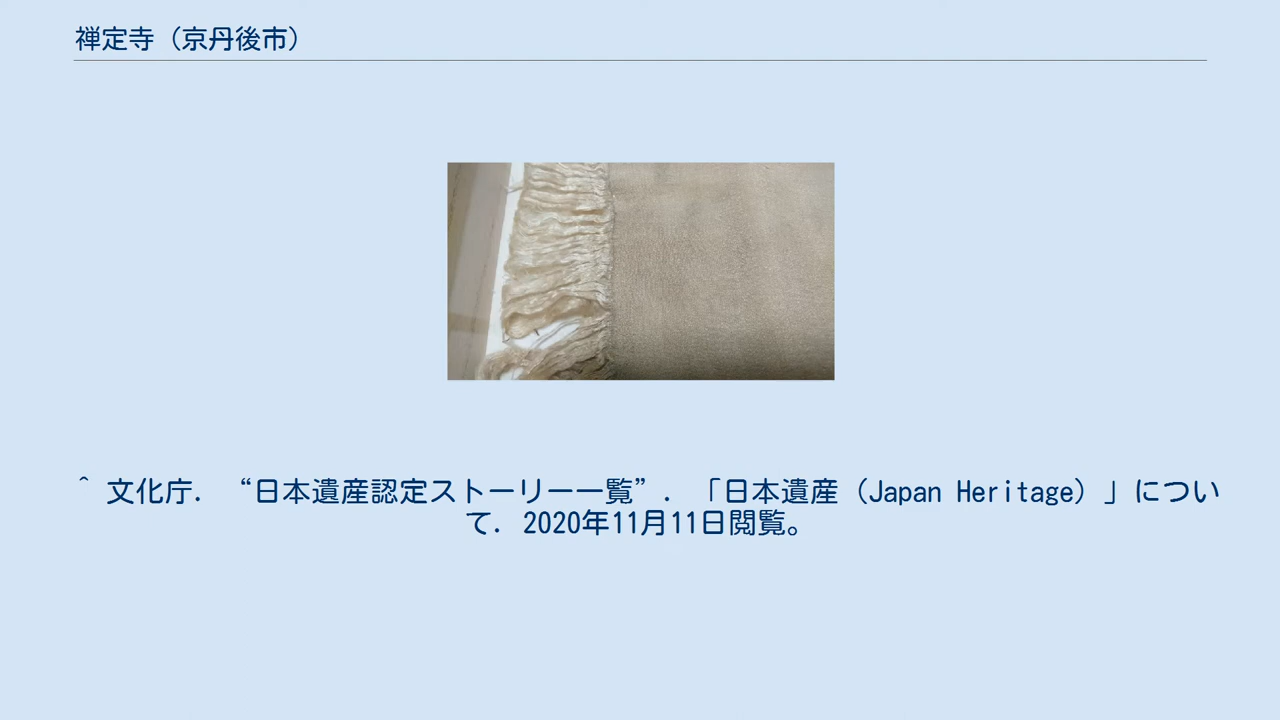 禅定寺（京丹後市）
^ 文化庁. “日本遺産認定ストーリー一覧”. 「日本遺産（Japan Heritage）」につい
て. 2020年11月11日閲覧。